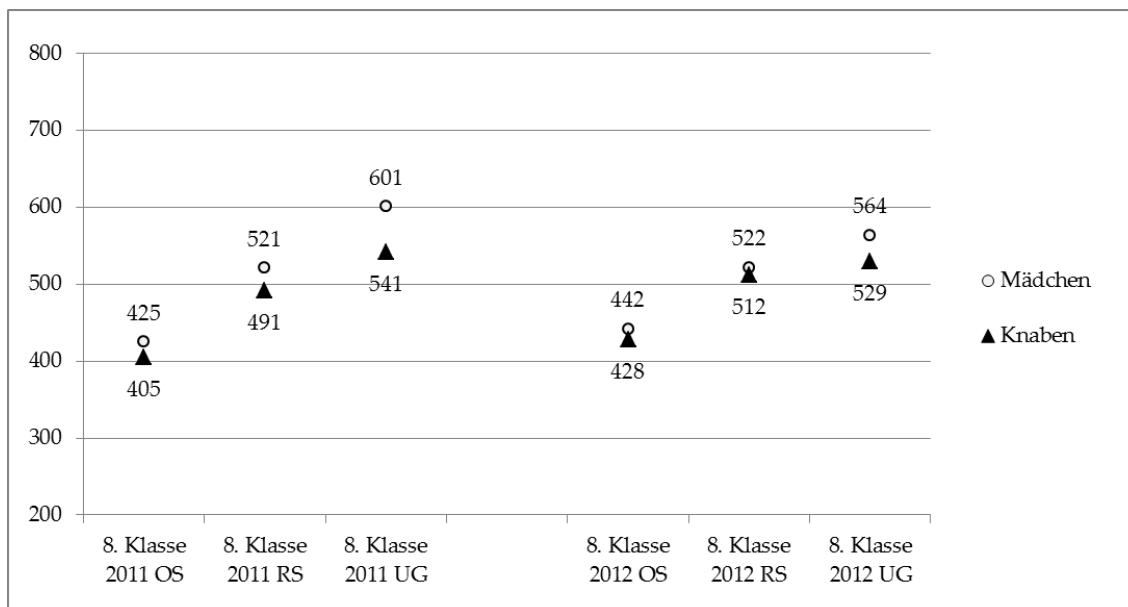 800
700
600
500
400
300
200
425
405
521
491
601
541
442
428
522
512
564
529
8. Klasse
2011 OS
8. Klasse
2011 RS
8. Klasse
2011 UG
8. Klasse
2012 OS
8. Klasse
2012 RS
8. Klasse
2012 UG
Mädchen
Knaben